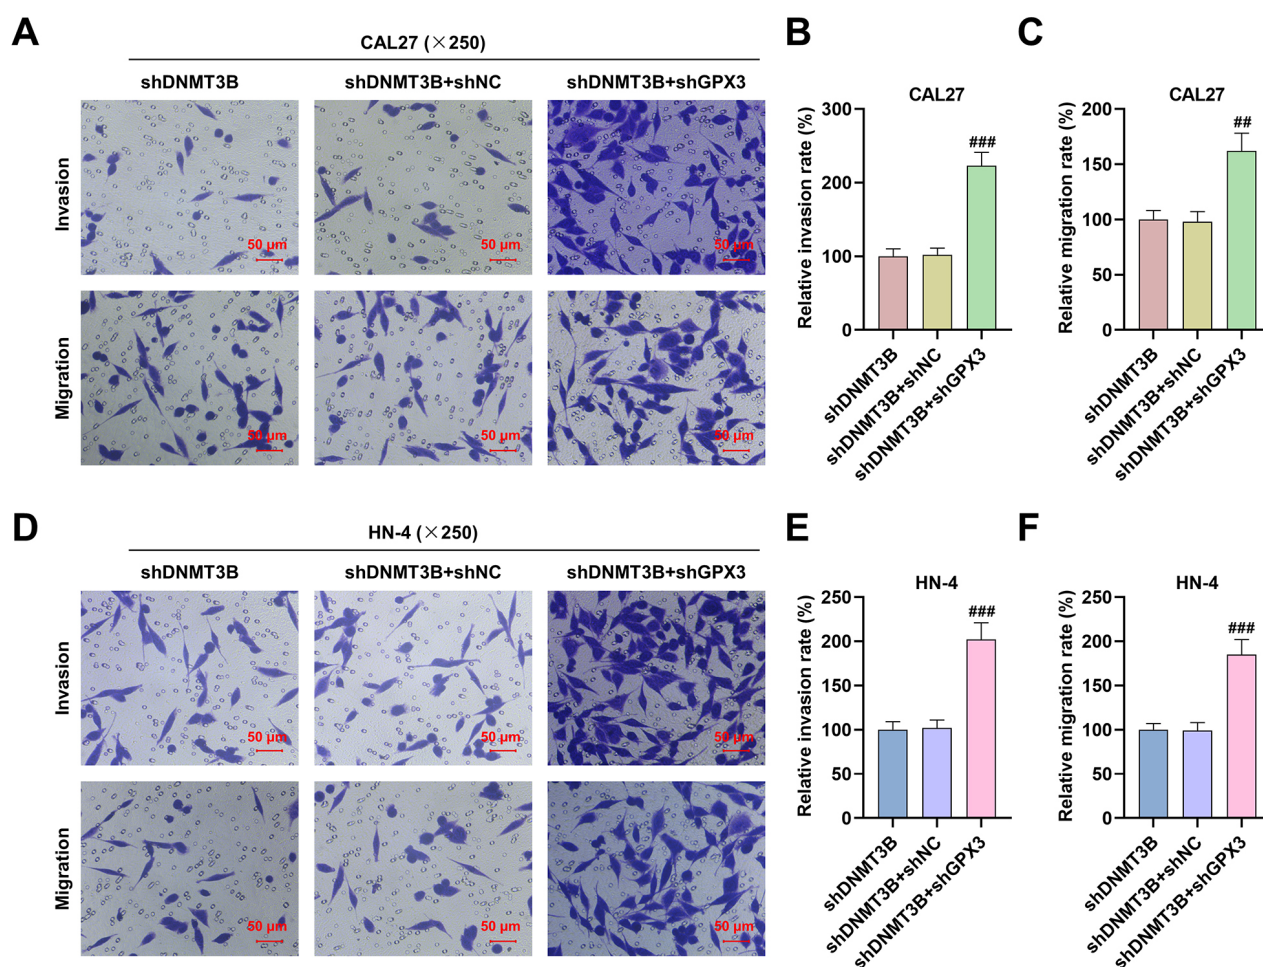 A
CAL27 (×250)
shDNMT3B
shDNMT3B+shNC
shDNMT3B+shGPX3
Invasion
50 μm
50 μm
50 μm
Migration
50 μm
50 μm
50 μm
B
CAL27
Relative invasion rate (%)
300
200
100
0
###
shDNMT3B
shDNMT3B+shNC
shDNMT3B+shGPX3
C
CAL27
Relative migration rate (%)
200
150
100
50
0
##
shDNMT3B
shDNMT3B+shNC
shDNMT3B+shGPX3
D
HN-4 (×250)
shDNMT3B
shDNMT3B+shNC
shDNMT3B+shGPX3
Invasion
50 μm
50 μm
50 μm
Migration
50 μm
50 μm
50 μm
E
HN-4
Relative invasion rate (%)
250
200
150
100
50
0
###
shDNMT3B
shDNMT3B+shNC
shDNMT3B+shGPX3
F
HN-4
Relative migration rate (%)
250
200
150
100
50
0
###
shDNMT3B
shDNMT3B+shNC
shDNMT3B+shGPX3